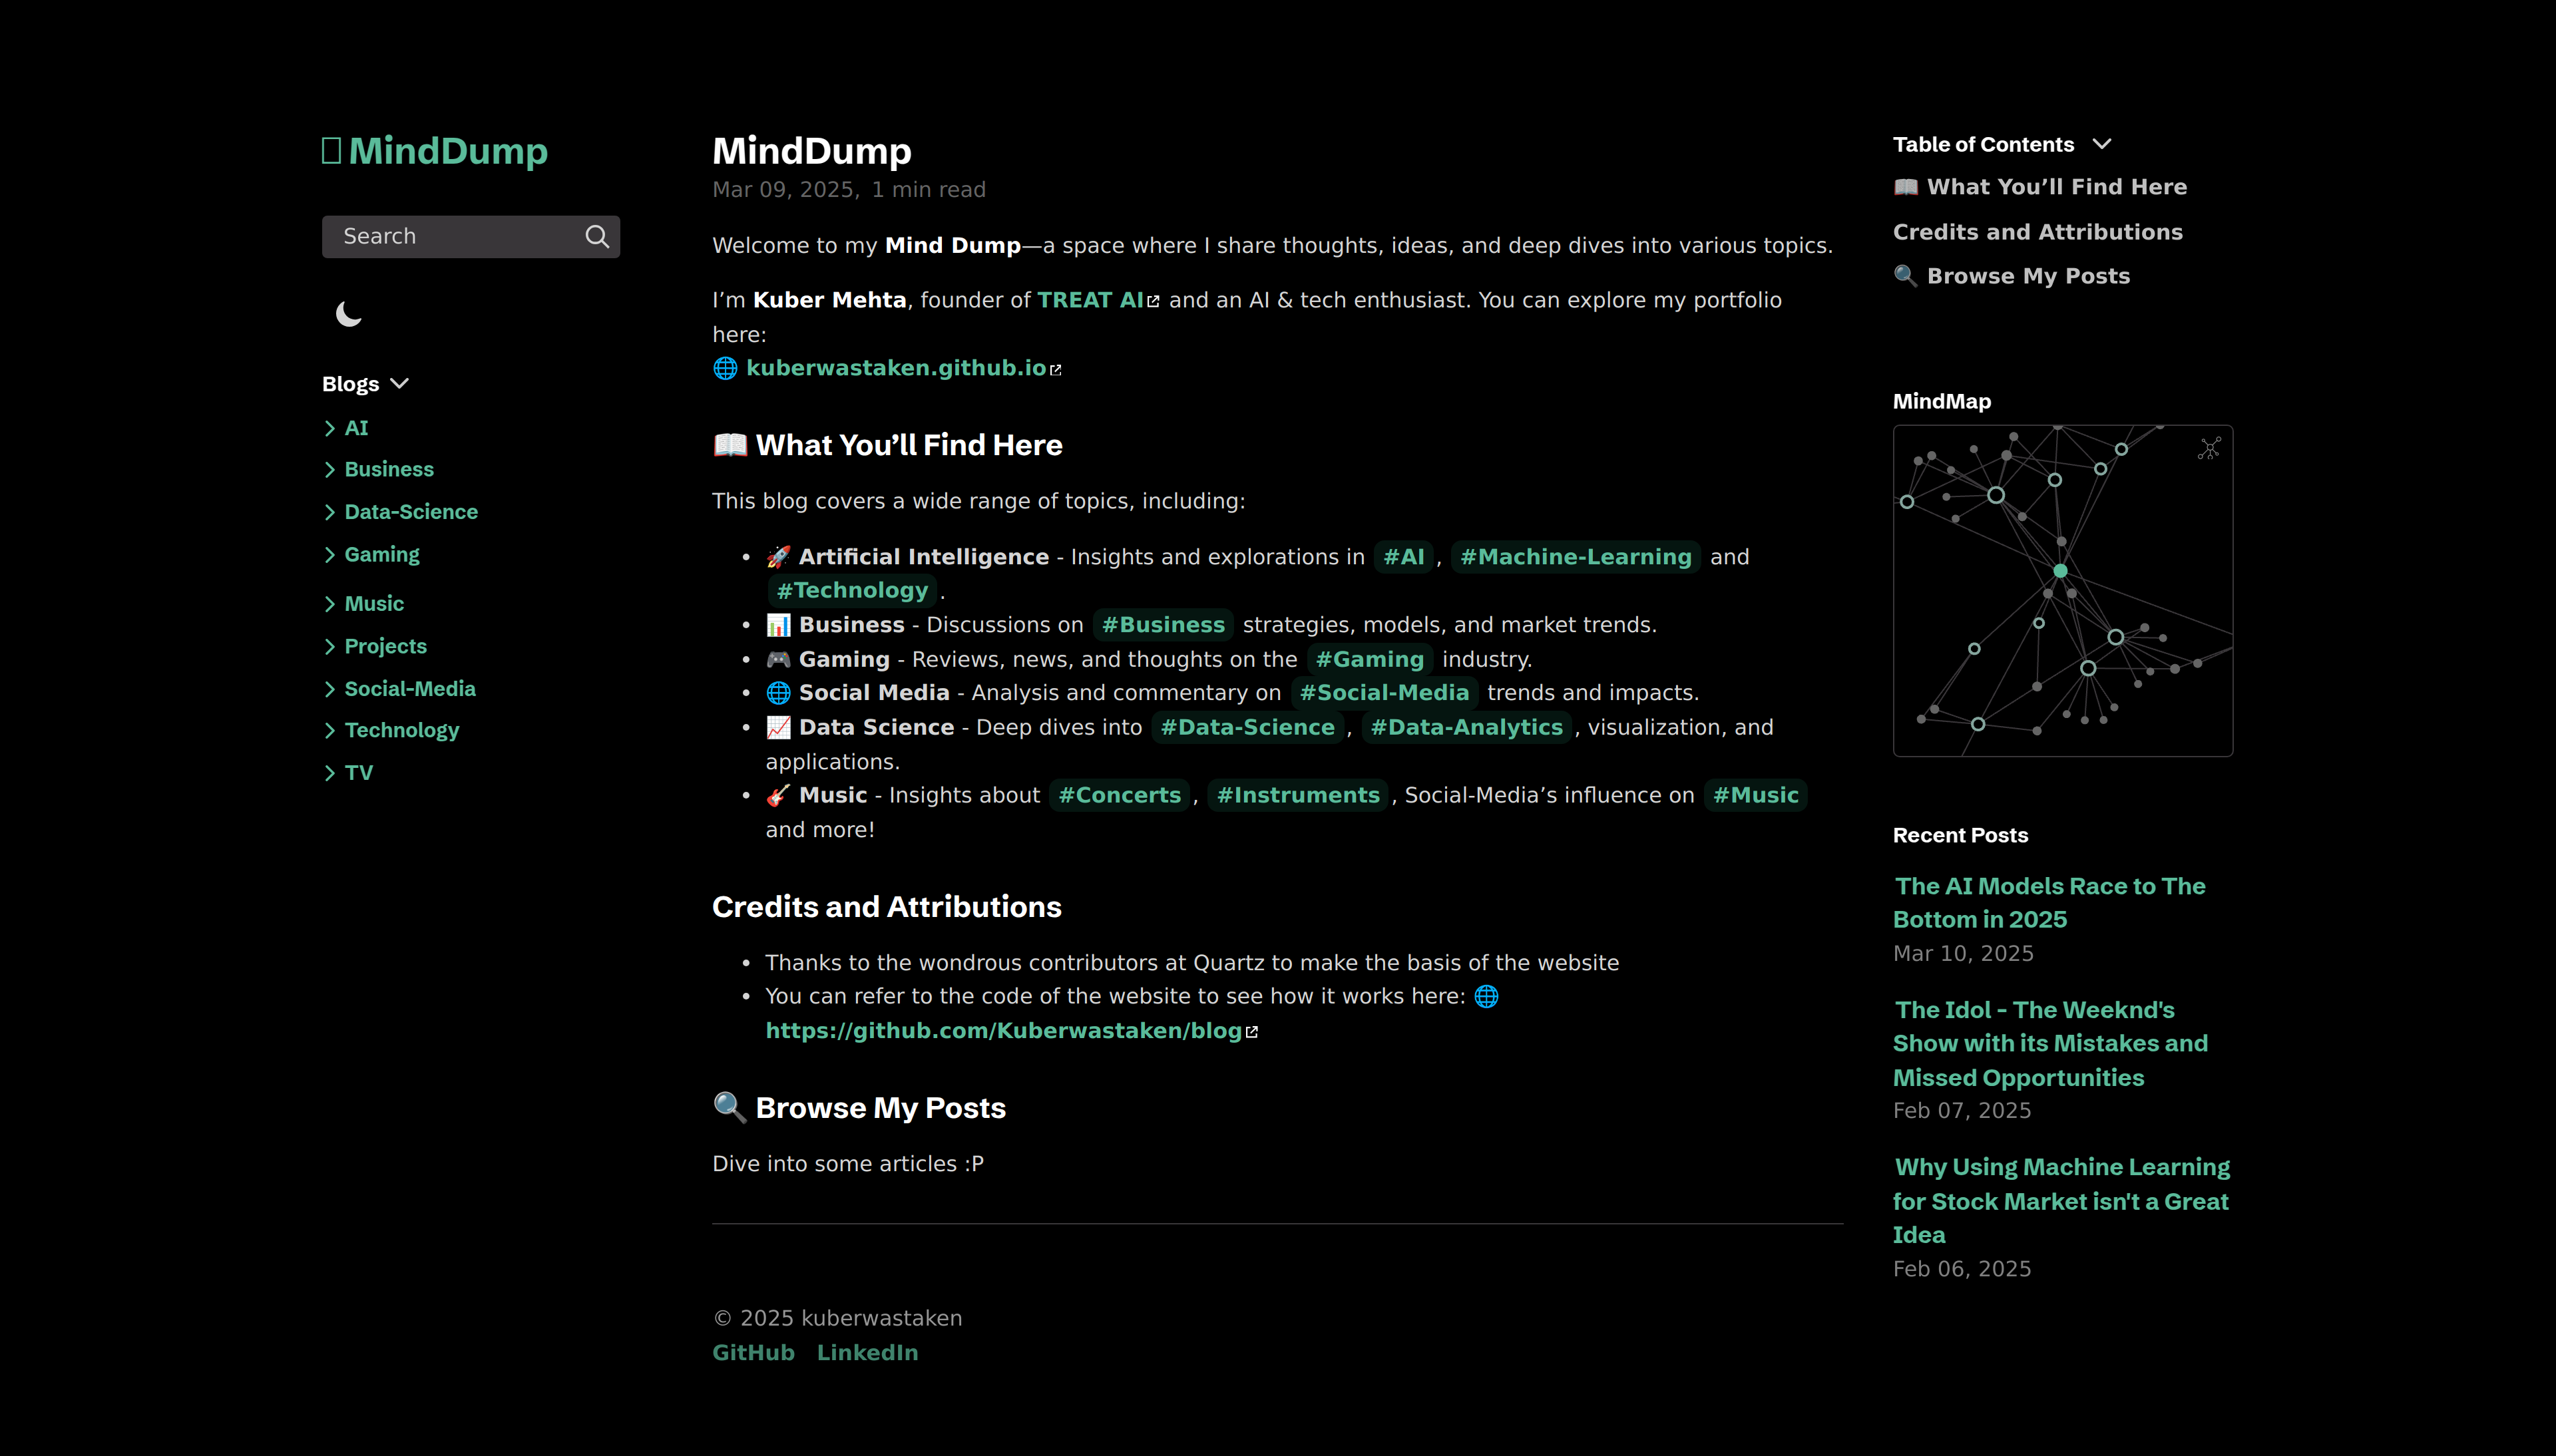 MindDump
Search
Blogs
AI
Business
Data-Science
Gaming
Music
Projects
Social-Media
Technology
TV
MindDump
Mar 09, 2025, 1 min read
Welcome to my Mind Dump—a space where I share thoughts, ideas, and deep dives into various topics.
I’m Kuber Mehta, founder of TREAT AI and an AI & tech enthusiast. You can explore my portfolio
here:
🌐 kuberwastaken.github.io
📖 What You’ll Find Here
This blog covers a wide range of topics, including:
• 🚀 Artificial Intelligence - Insights and explorations in #AI, #Machine-Learning and
#Technology.
• 📊 Business - Discussions on #Business strategies, models, and market trends.
• 🎮 Gaming - Reviews, news, and thoughts on the #Gaming industry.
• 🌐 Social Media - Analysis and commentary on #Social-Media trends and impacts.
• 📈 Data Science - Deep dives into #Data-Science, #Data-Analytics, visualization, and
applications.
• 🎸 Music - Insights about #Concerts, #Instruments, Social-Media’s influence on #Music
and more!
Credits and Attributions
• Thanks to the wondrous contributors at Quartz to make the basis of the website
• You can refer to the code of the website to see how it works here: 🌐
https://github.com/Kuberwastaken/blog
🔍 Browse My Posts
Dive into some articles :P
© 2025 kuberwastaken
GitHub LinkedIn
Table of Contents
📖 What You’ll Find Here
Credits and Attributions
🔍 Browse My Posts
MindMap
Recent Posts
The AI Models Race to The
Bottom in 2025
Mar 10, 2025
The Idol - The Weeknd's
Show with its Mistakes and
Missed Opportunities
Feb 07, 2025
Why Using Machine Learning
for Stock Market isn't a Great
Idea
Feb 06, 2025